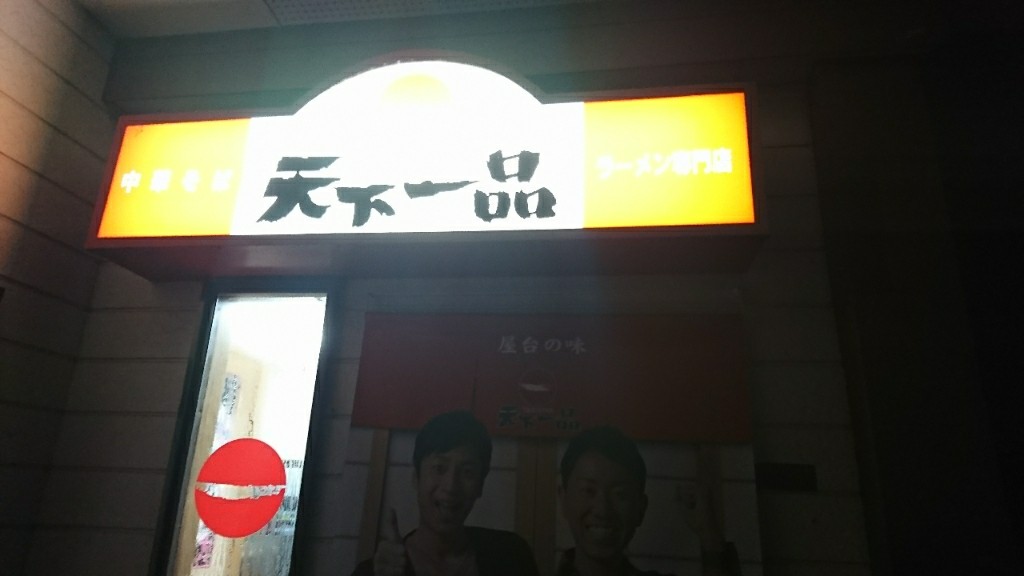 中華そば
天下一品
ラーメン専門店
屋台の味
天下一品